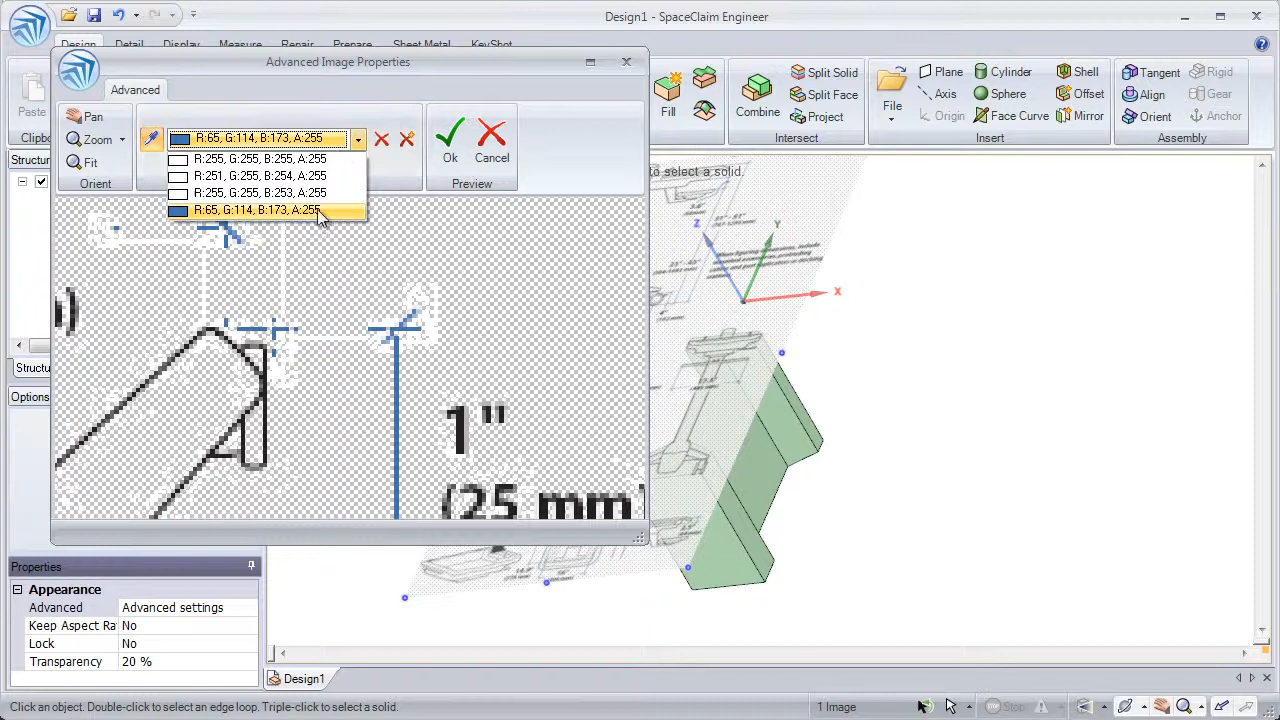 Design1 - SpaceClaim Engineer
Design Detail Display Measure Repair Prepare Sheet Metal KeyShot
Advanced Image Properties
Advanced
Paste
Pan
Zoom
Fit
Orient
R:65, G:114, B:173, A:255
R:255, G:255, B:255, A:255
R:251, G:255, B:254, A:255
R:255, G:255, B:253, A:255
R:65, G:114, B:173, A:255
Ok
Cancel
Preview
Fill
Combine
Split Solid
Split Face
Project
Intersect
File
Plane
Axis
Origin
Cylinder
Sphere
Face Curve
Shell
Offset
Mirror
Insert
Tangent
Align
Orient
Rigid
Gear
Anchor
Assembly
Clipb
Structur
Structu
Options
to select a solid.
Z
Y
X
1"
(25 mm)
Properties
Appearance
Advanced Advanced settings
Keep Aspect Ra No
Lock No
Transparency 20 %
Design1
Click an object. Double-click to select an edge loop. Triple-click to select a solid.
1 Image
Stop